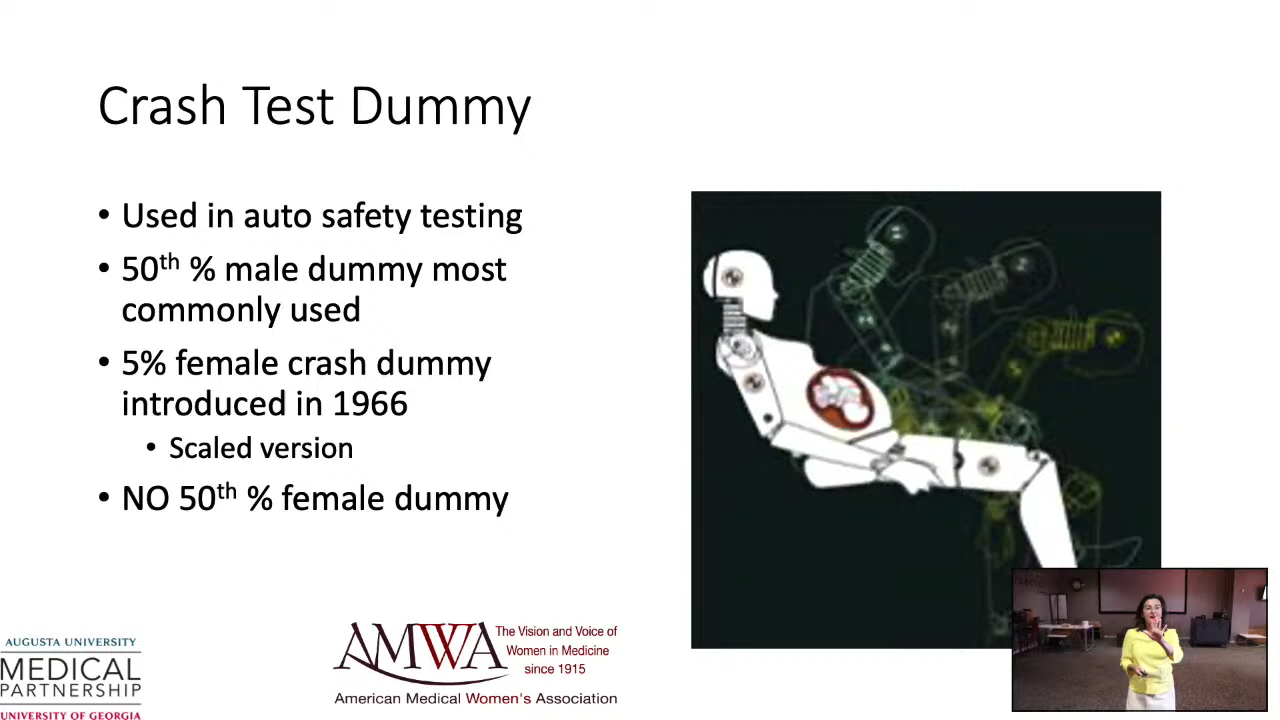 Crash Test Dummy
• Used in auto safety testing
• 50th % male dummy most
commonly used
• 5% female crash dummy
introduced in 1966
• Scaled version
• NO 50th % female dummy
AUGUSTA UNIVERSITY
MEDICAL
PARTNERSHIP
UNIVERSITY OF GEORGIA
AMWA
The Vision and Voice of
Women in Medicine
since 1915
American Medical Women's Association